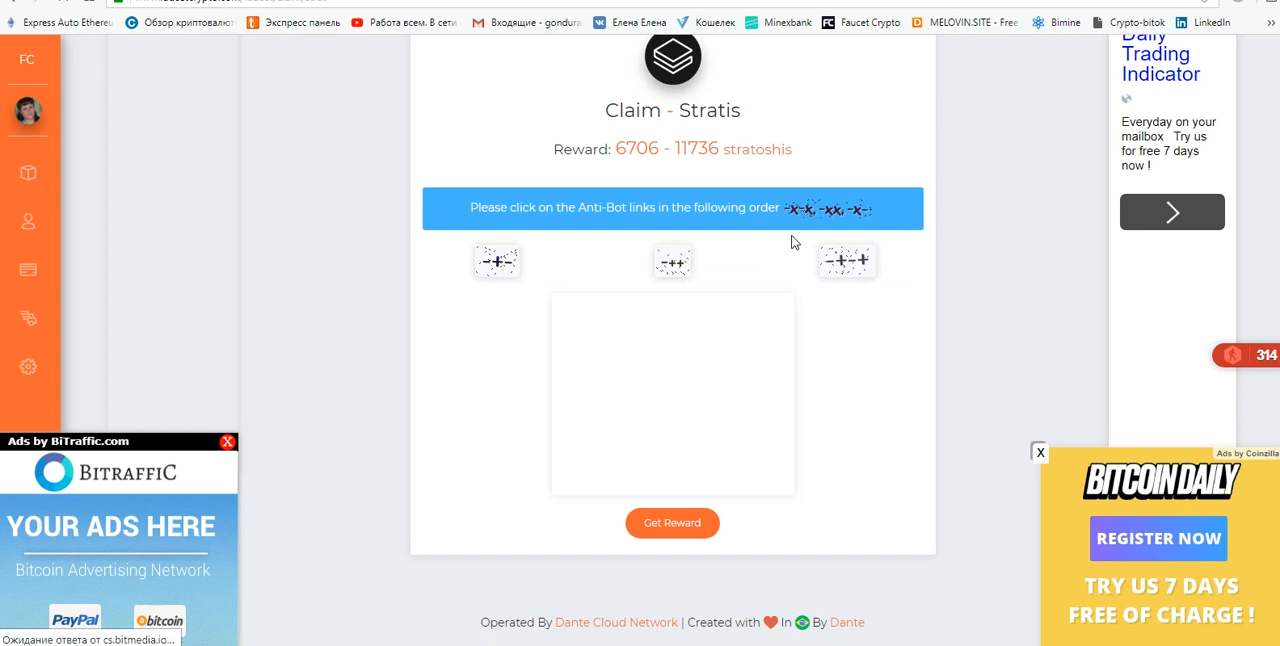 Express Auto Ethereu
Обзор криптовалют
Экспресс панель
Работа всем. В сети
Входящие - gondura
Елена Елена
Кошелек
Minexbank
Faucet Crypto
MELOVIN.SITE - Free
Bimine
Crypto-bitok
LinkedIn
»
FC
Claim - Stratis
Reward: 6706 - 11736 stratoshis
Please click on the Anti-Bot links in the following order -x-x, -xx, -x-
-+-
-++
-+-+
Get Reward
Operated By Dante Cloud Network | Created with In By Dante
Daily
Trading
Indicator
Everyday on your
mailbox Try us
for free 7 days
now !
314
Ads by BiTraffic.com
X
BITRAFFIC
YOUR ADS HERE
Bitcoin Advertising Network
PayPal
bitcoin
Ожидание ответа от cs.bitmedia.io...
X
Ads by Coinzilla
BITCOIN DAILY
REGISTER NOW
TRY US 7 DAYS
FREE OF CHARGE !